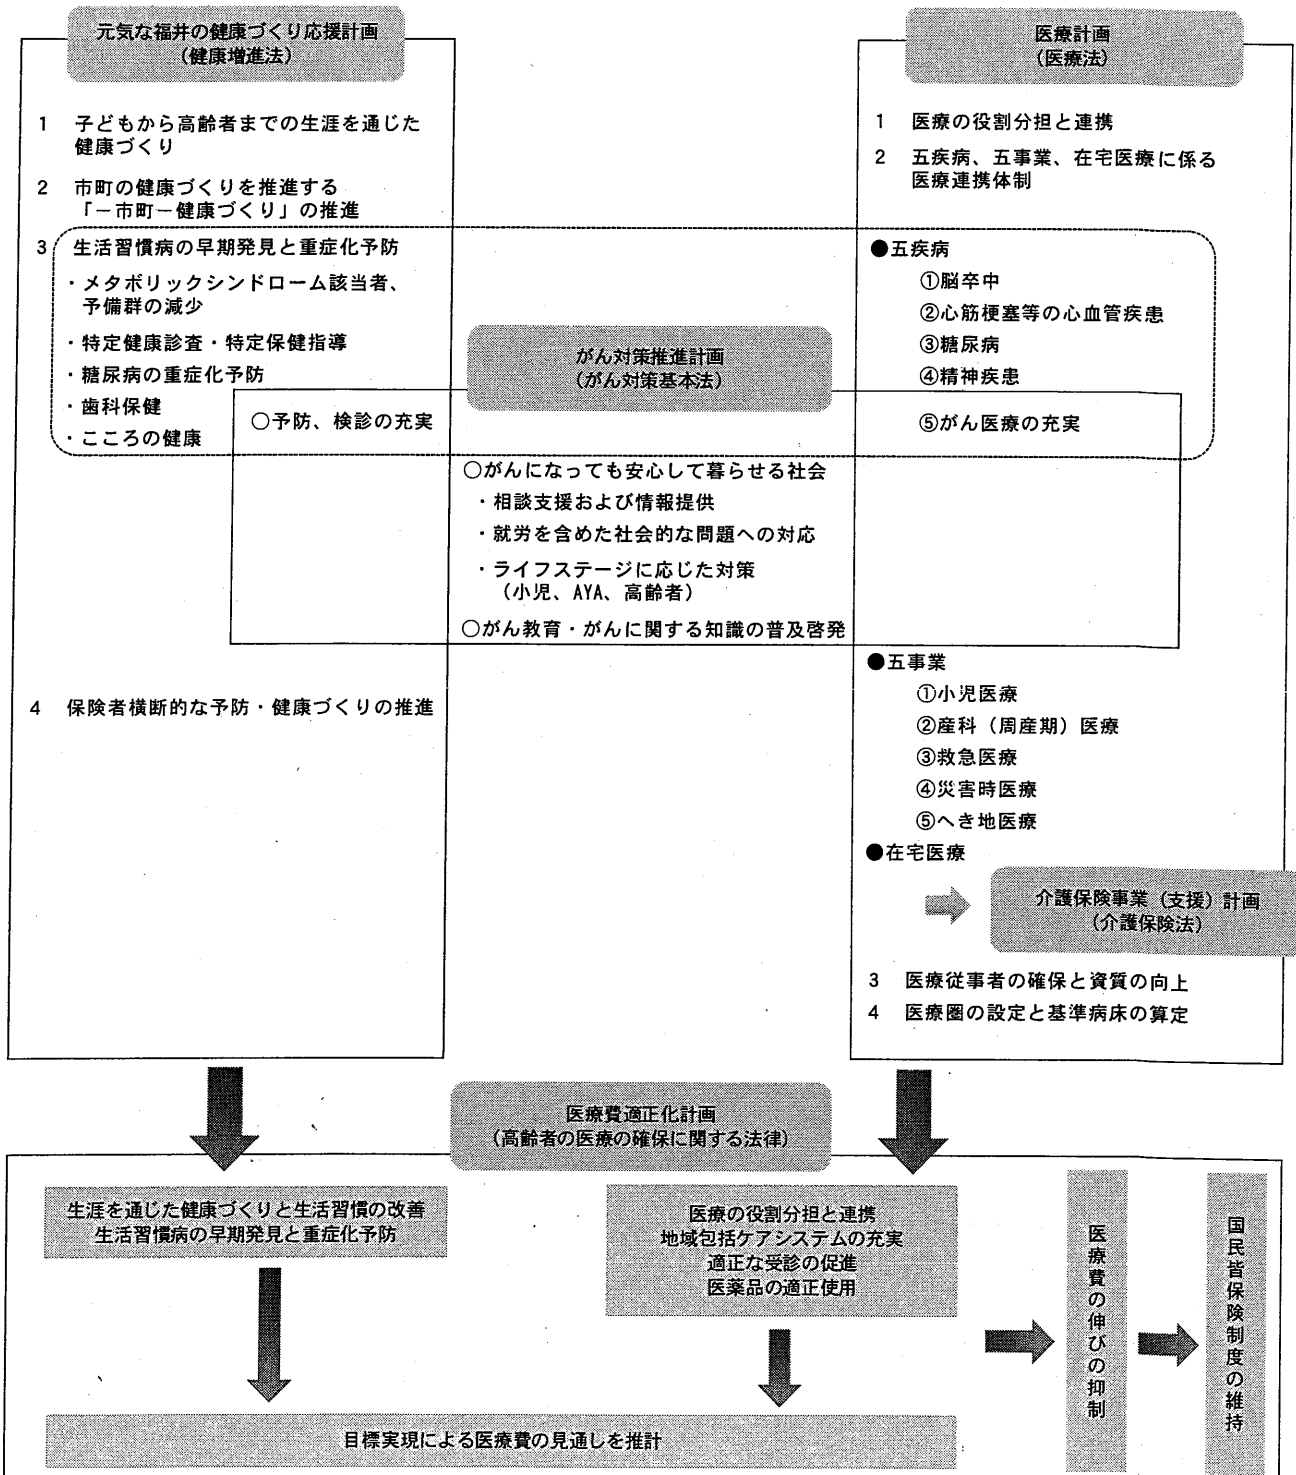 元気な福井の健康づくり応援計画
（健康増進法）
1 子どもから高齢者までの生涯を通じた
健康づくり
2 市町の健康づくりを推進する
「－市町－健康づくり」の推進
3 生活習慣病の早期発見と重症化予防
・メタボリックシンドローム該当者、
予備群の減少
・特定健康診査・特定保健指導
・糖尿病の重症化予防
・歯科保健
・こころの健康
4 保険者横断的な予防・健康づくりの推進
がん対策推進計画
（がん対策基本法）
○予防、検診の充実
○がんになっても安心して暮らせる社会
・相談支援および情報提供
・就労を含めた社会的な問題への対応
・ライフステージに応じた対策
（小児、AYA、高齢者）
○がん教育・がんに関する知識の普及啓発
医療計画
（医療法）
1 医療の役割分担と連携
2 五疾病、五事業、在宅医療に係る
医療連携体制
●五疾病
①脳卒中
②心筋梗塞等の心血管疾患
③糖尿病
④精神疾患
⑤がん医療の充実
●五事業
①小児医療
②産科（周産期）医療
③救急医療
④災害時医療
⑤へき地医療
●在宅医療
介護保険事業（支援）計画
（介護保険法）
3 医療従事者の確保と資質の向上
4 医療圏の設定と基準病床の算定
医療費適正化計画
（高齢者の医療の確保に関する法律）
生涯を通じた健康づくりと生活習慣の改善
生活習慣病の早期発見と重症化予防
医療の役割分担と連携
地域包括ケアシステムの充実
適正な受診の促進
医薬品の適正使用
目標実現による医療費の見通しを推計
医療費の伸びの抑制
国民皆保険制度の維持